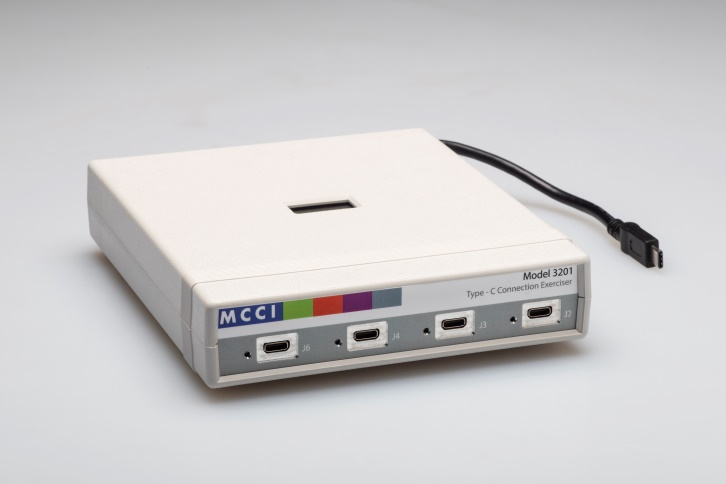 Model 3201
Type - C Connection Exerciser
MCCI
J6
J4
J3
J2